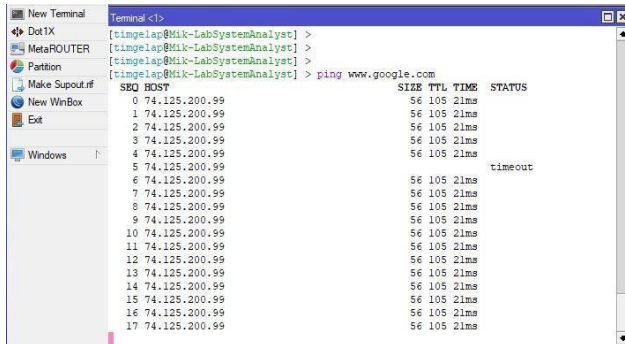 New Terminal
Dot1X
MetaROUTER
Partition
Make Supout.rif
New WinBox
Exit
Windows
Terminal <1>
[timgelap@Mik-LabSystemAnalyst] >
[timgelap@Mik-LabSystemAnalyst] >
[timgelap@Mik-LabSystemAnalyst] >
[timgelap@Mik-LabSystemAnalyst] > ping www.google.com
SEQ HOST SIZE TTL TIME STATUS
0 74.125.200.99 56 105 21ms
1 74.125.200.99 56 105 21ms
2 74.125.200.99 56 105 21ms
3 74.125.200.99 56 105 21ms
4 74.125.200.99 56 105 21ms
5 74.125.200.99 timeout
6 74.125.200.99 56 105 21ms
7 74.125.200.99 56 105 21ms
8 74.125.200.99 56 105 21ms
9 74.125.200.99 56 105 21ms
10 74.125.200.99 56 105 21ms
11 74.125.200.99 56 105 21ms
12 74.125.200.99 56 105 21ms
13 74.125.200.99 56 105 21ms
14 74.125.200.99 56 105 21ms
15 74.125.200.99 56 105 21ms
16 74.125.200.99 56 105 21ms
17 74.125.200.99 56 105 21ms